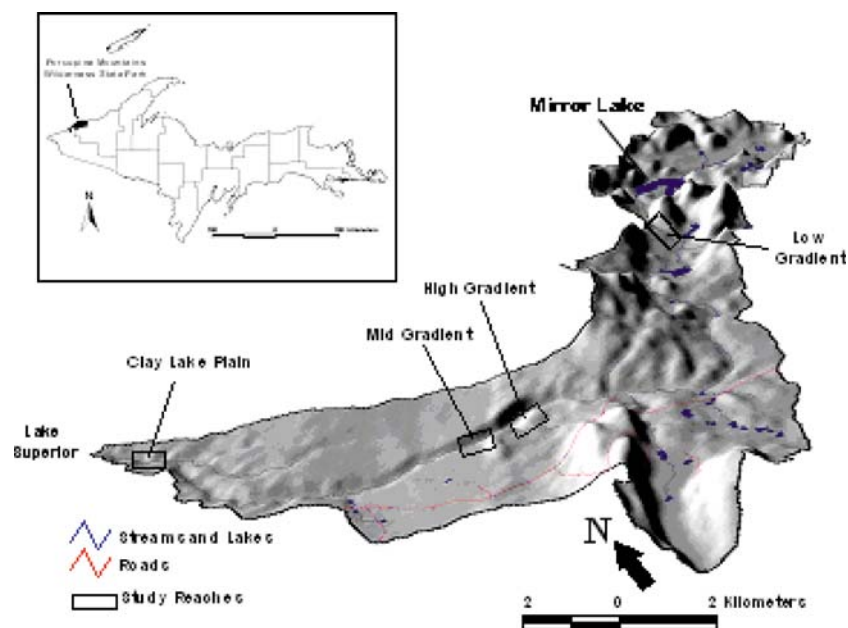 Porcupine Mountains
Wilderness State Park
N
Mirror Lake
Low
Gradient
High Gradient
Mid Gradient
Clay Lake Plain
Lake
Superior
N
Streams and Lakes
Roads
Study Reaches
2 0 2 Kilometers